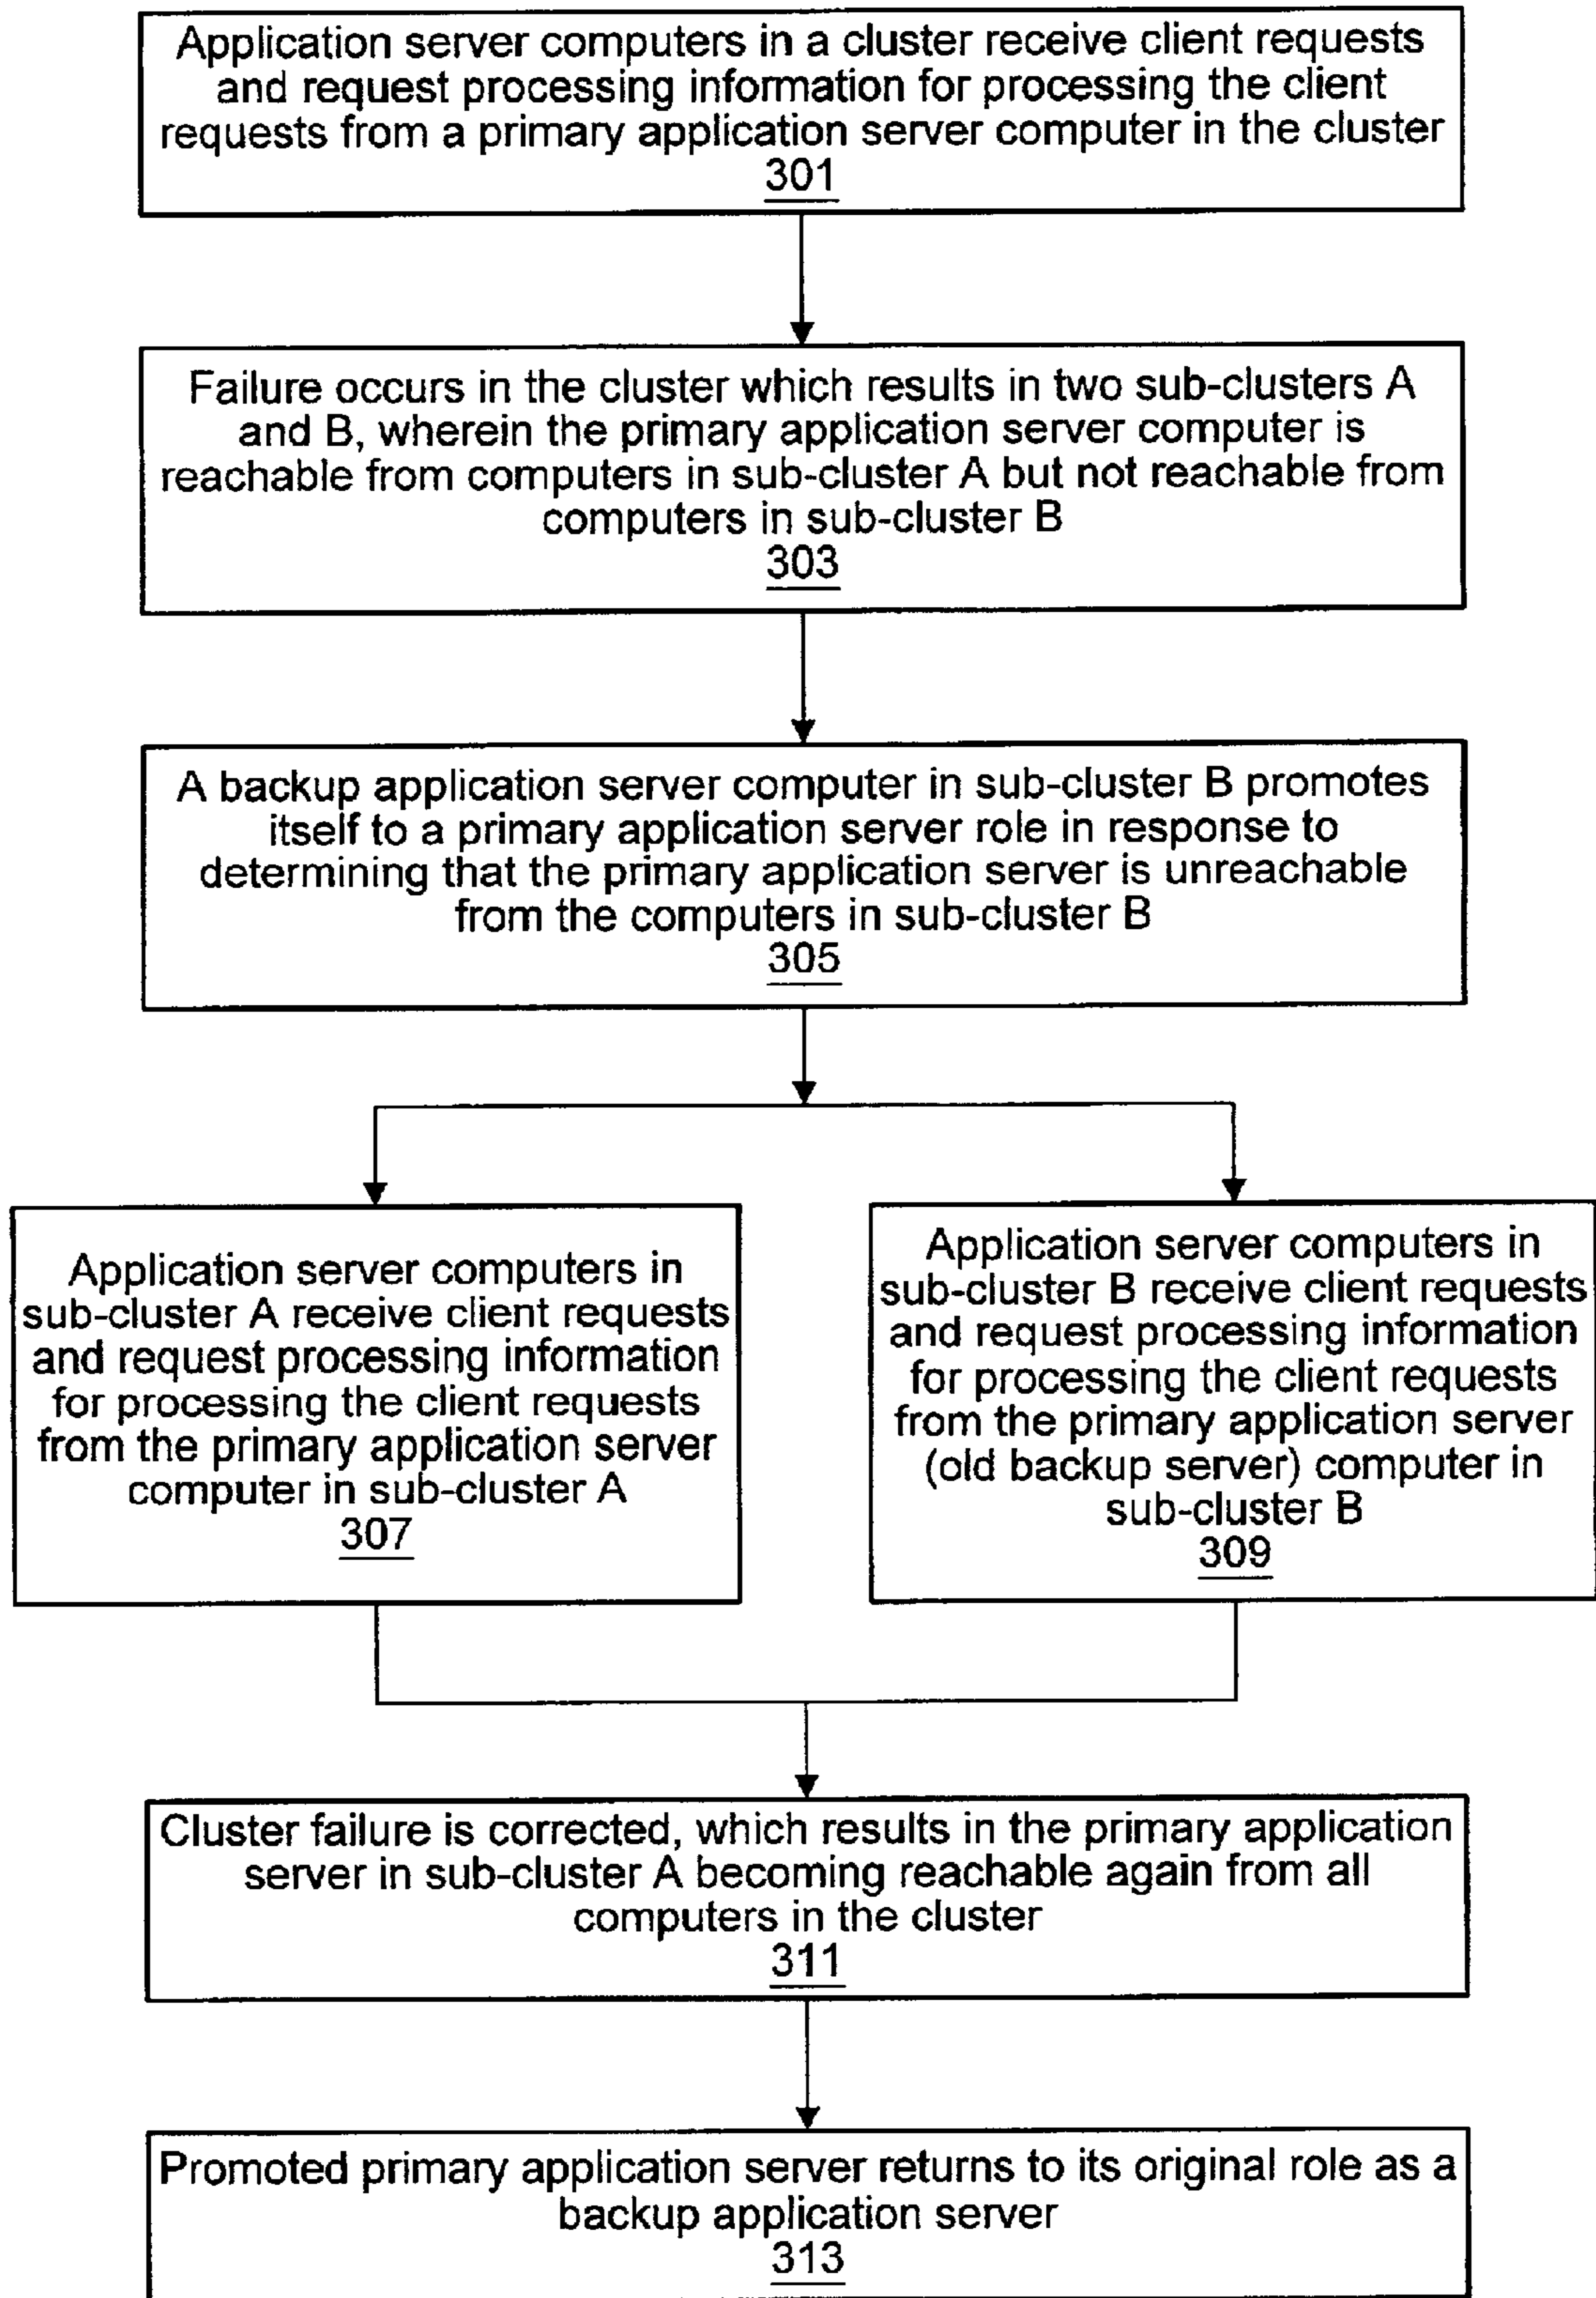 Application server computers in a cluster receive client requests
and request processing information for processing the client
requests from a primary application server computer in the cluster
301
Failure occurs in the cluster which results in two sub-clusters A
and B, wherein the primary application server computer is
reachable from computers in sub-cluster A but not reachable from
computers in sub-cluster B
303
A backup application server computer in sub-cluster B promotes
itself to a primary application server role in response to
determining that the primary application server is unreachable
from the computers in sub-cluster B
305
Application server computers in
sub-cluster A receive client requests
and request processing information
for processing the client requests
from the primary application server
computer in sub-cluster A
307
Application server computers in
sub-cluster B receive client requests
and request processing information
for processing the client requests
from the primary application server
(old backup server) computer in
sub-cluster B
309
Cluster failure is corrected, which results in the primary application
server in sub-cluster A becoming reachable again from all
computers in the cluster
311
Promoted primary application server returns to its original role as a
backup application server
313